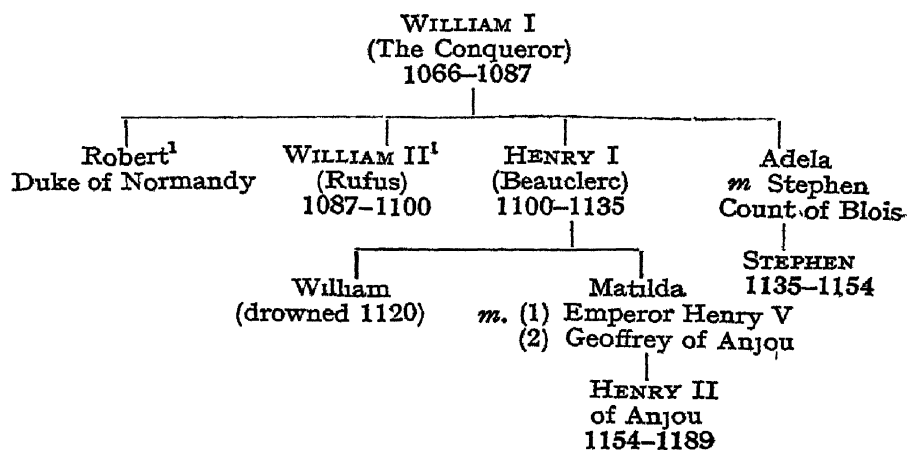 WILLIAM I
(The Conqueror)
1066–1087
Robert¹
Duke of Normandy
WILLIAM II¹
(Rufus)
1087–1100
HENRY I
(Beauclerc)
1100–1135
Adela
m Stephen
Count of Blois
STEPHEN
1135–1154
William
(drowned 1120)
Matilda
m. (1) Emperor Henry V
(2) Geoffrey of Anjou
HENRY II
of Anjou
1154–1189